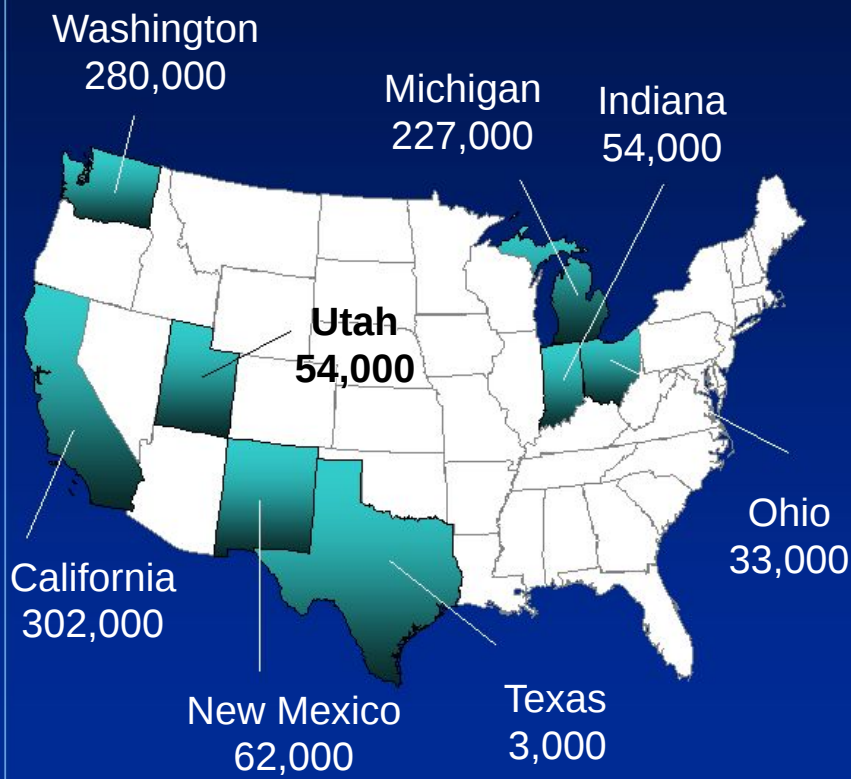 Washington
280,000
Michigan
227,000
Indiana
54,000
Utah
54,000
Ohio
33,000
California
302,000
New Mexico
62,000
Texas
3,000